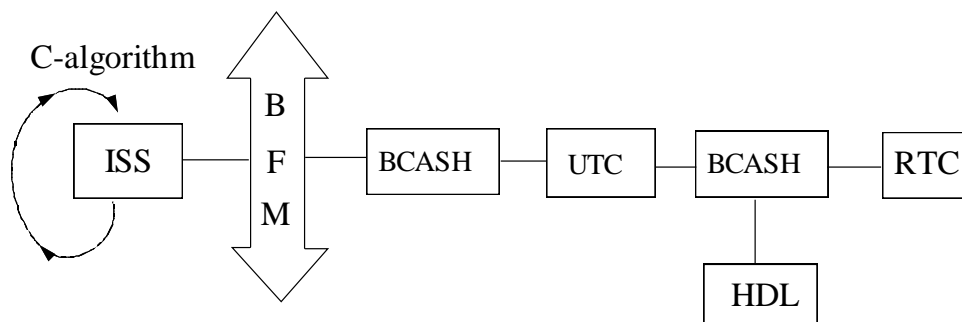 C-algorithm
ISS
B
F
M
BCASH
UTC
BCASH
RTC
HDL